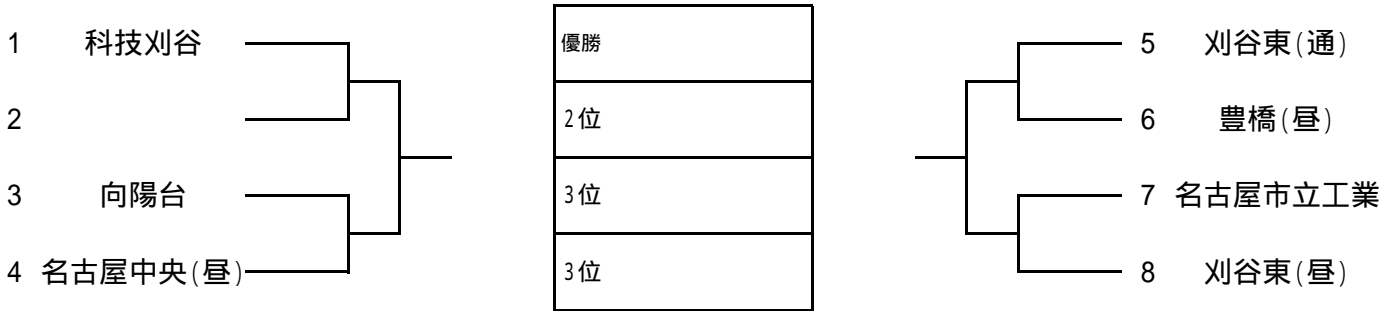 1 科技刈谷
2
3 向陽台
4 名古屋中央(昼)
優勝
2位
3位
3位
5 刈谷東(通)
6 豊橋(昼)
7 名古屋市立工業
8 刈谷東(昼)